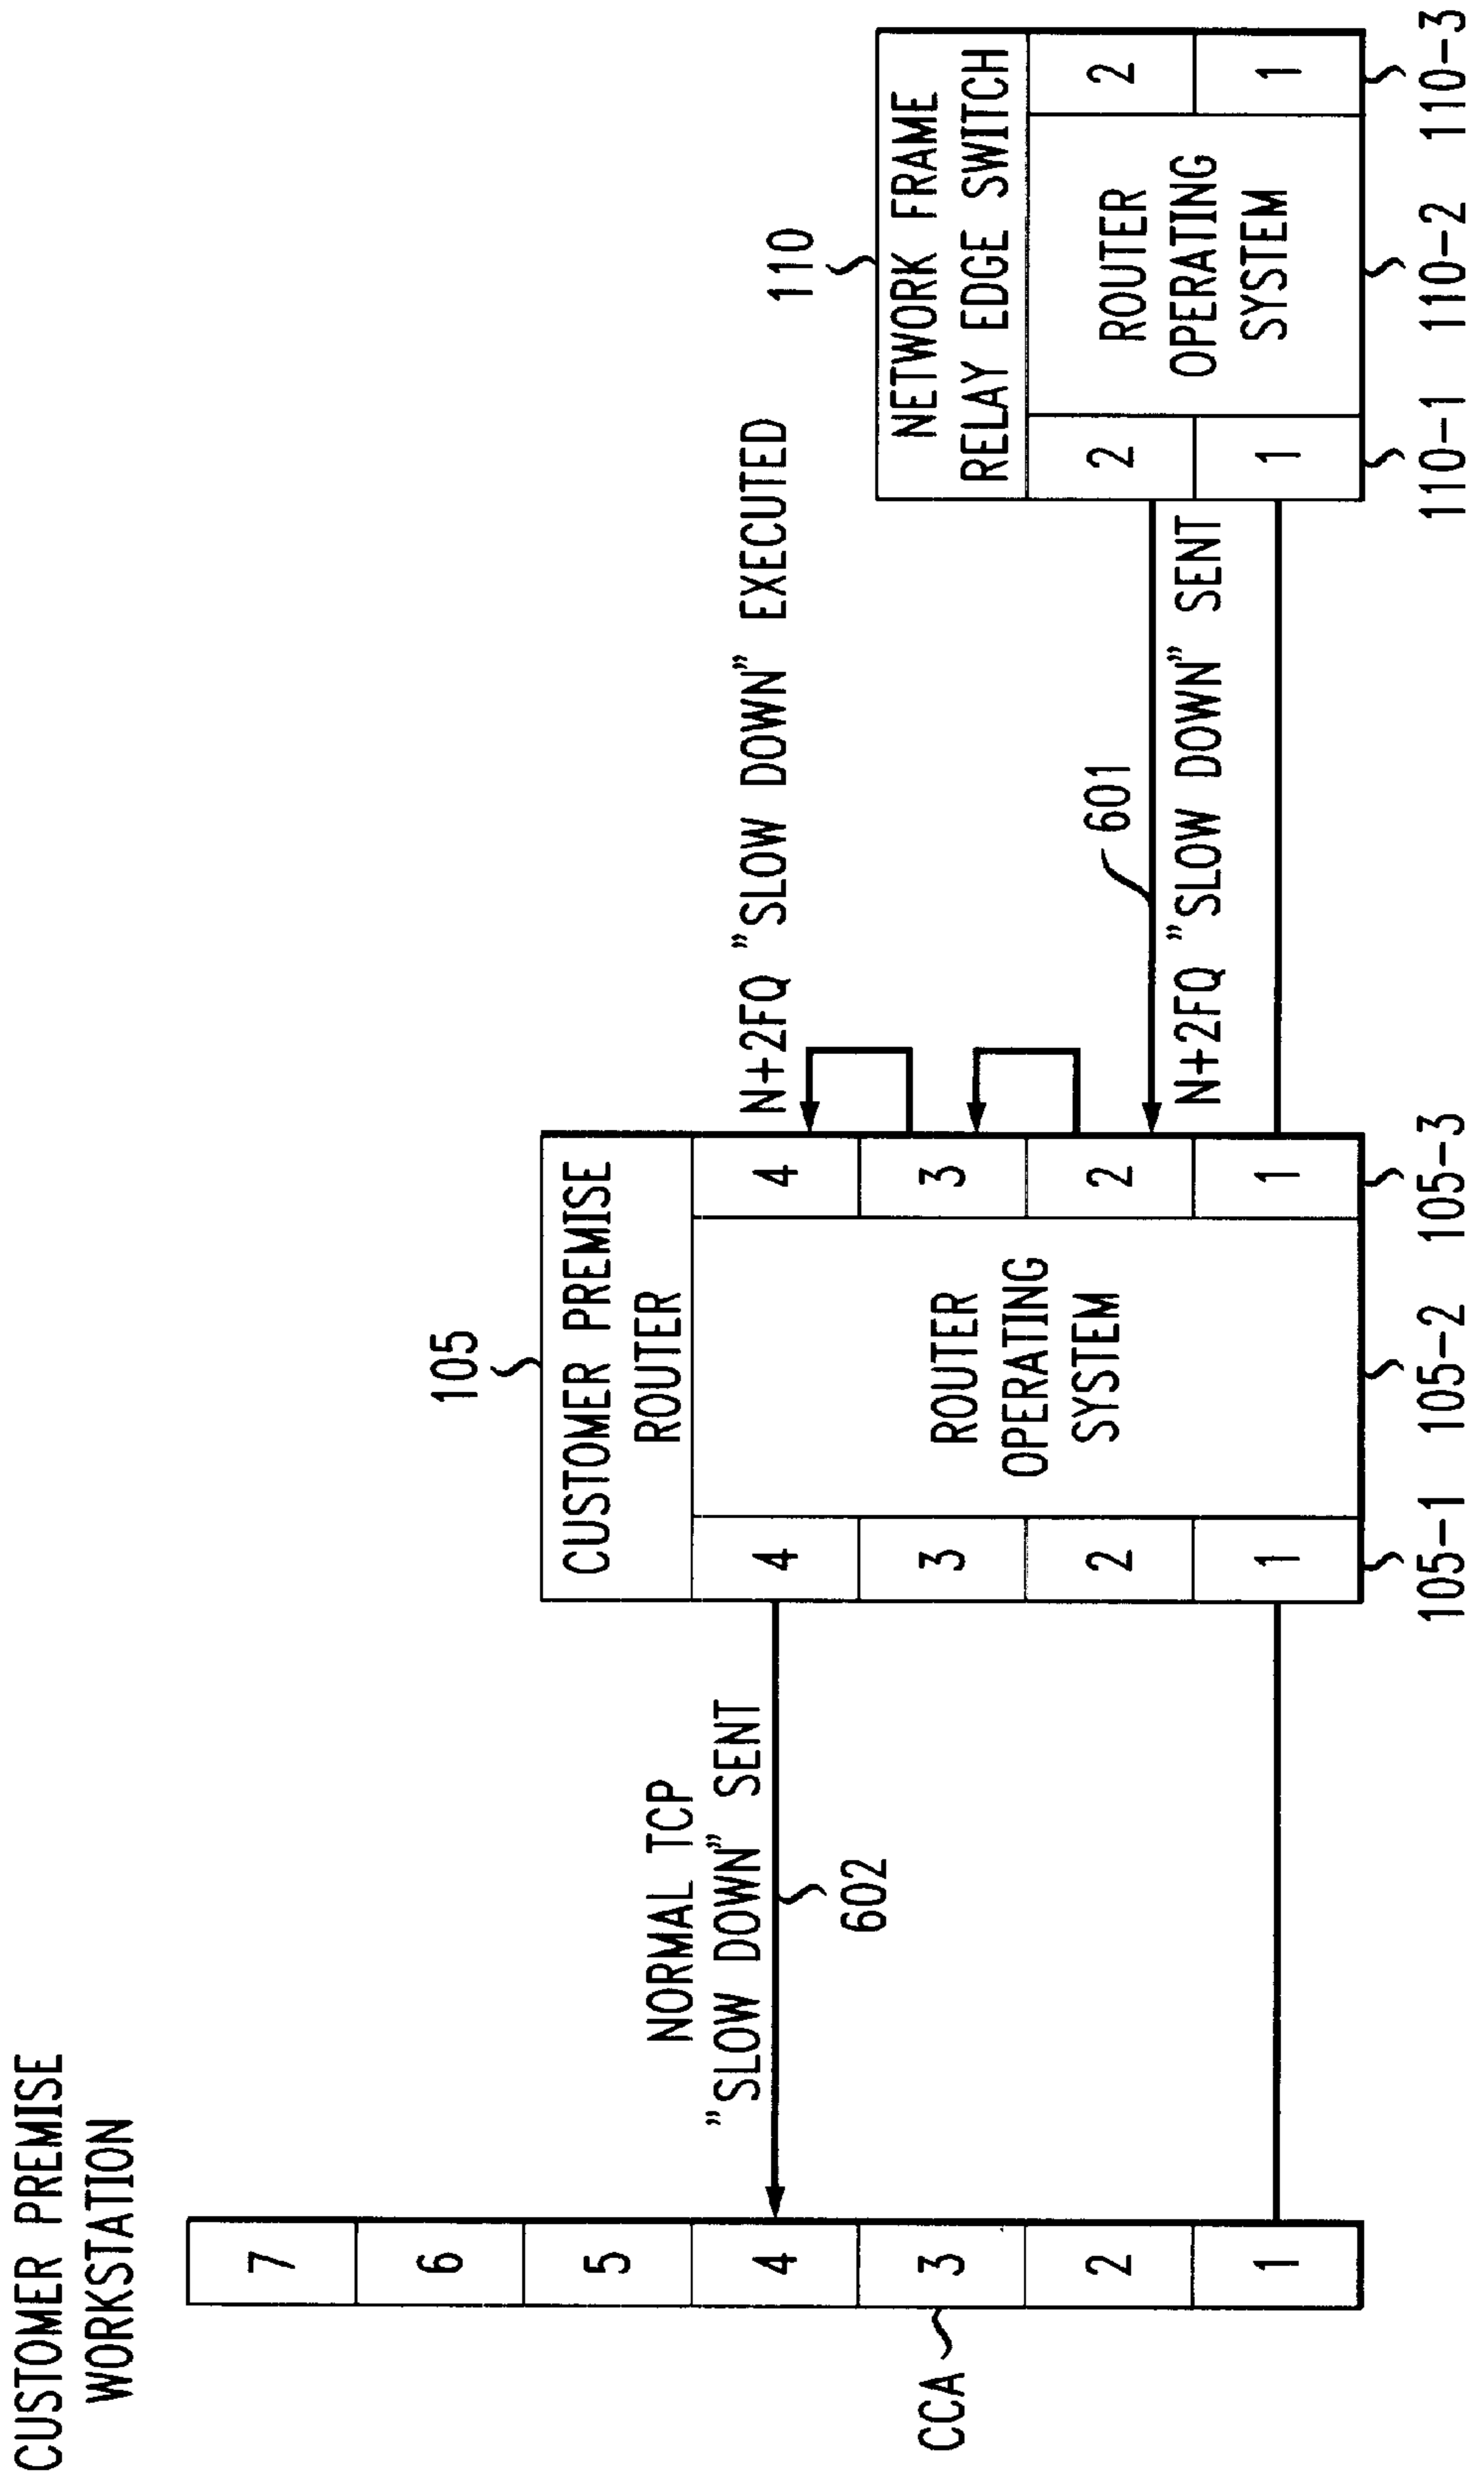 CUSTOMER PREMISE
WORKSTATION
7
6
5
4
3
2
1
CCA
NORMAL TCP
"SLOW DOWN" SENT
602
105
CUSTOMER PREMISE
ROUTER
4
3
2
1
ROUTER
OPERATING
SYSTEM
4
3
2
1
105-1
105-2
105-3
N+2FQ "SLOW DOWN" EXECUTED
601
N+2FQ "SLOW DOWN" SENT
110
NETWORK FRAME
RELAY EDGE SWITCH
2
1
ROUTER
OPERATING
SYSTEM
2
1
110-1
110-2
110-3